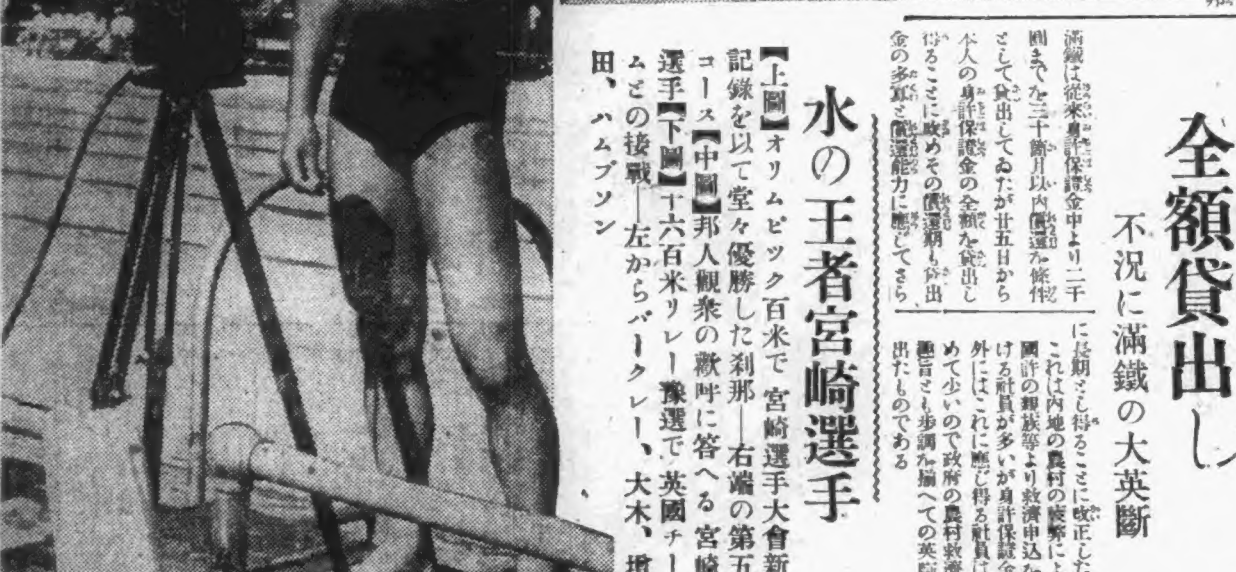 全額貸出し
不況に滿鐵の大英斷
滿鐵は從來身許保證金中より二千
圓までを三十箇月以内償還を條件
として貸出してゐたが廿五日から
本人の身許保證金の全額を貸出し
得ることに改めその償還期も貸出
金の多寡と償還能力に應じてさら
に長期とし得ることに改正した
これは内地の農村の疲弊によ
國許の親族等より救濟申込を
ける社員が多いが身許保證金
外にはこれに應じ得る社員は
めて少いので政府の農村救濟
趣旨とも步調を揃へての英斷
出たものである
水の王者宮崎選手
【上圖】オリムピツク百米で宮崎選手大會新
記錄を以て堂々優勝した刹那―右端の第五
コース【中圖】邦人觀衆の歡呼に答へる宮崎
選手【下圖】千六百米リレー豫選で英國チー
ムとの接戰―左からバークレー、大木、増
田、ハムプソン